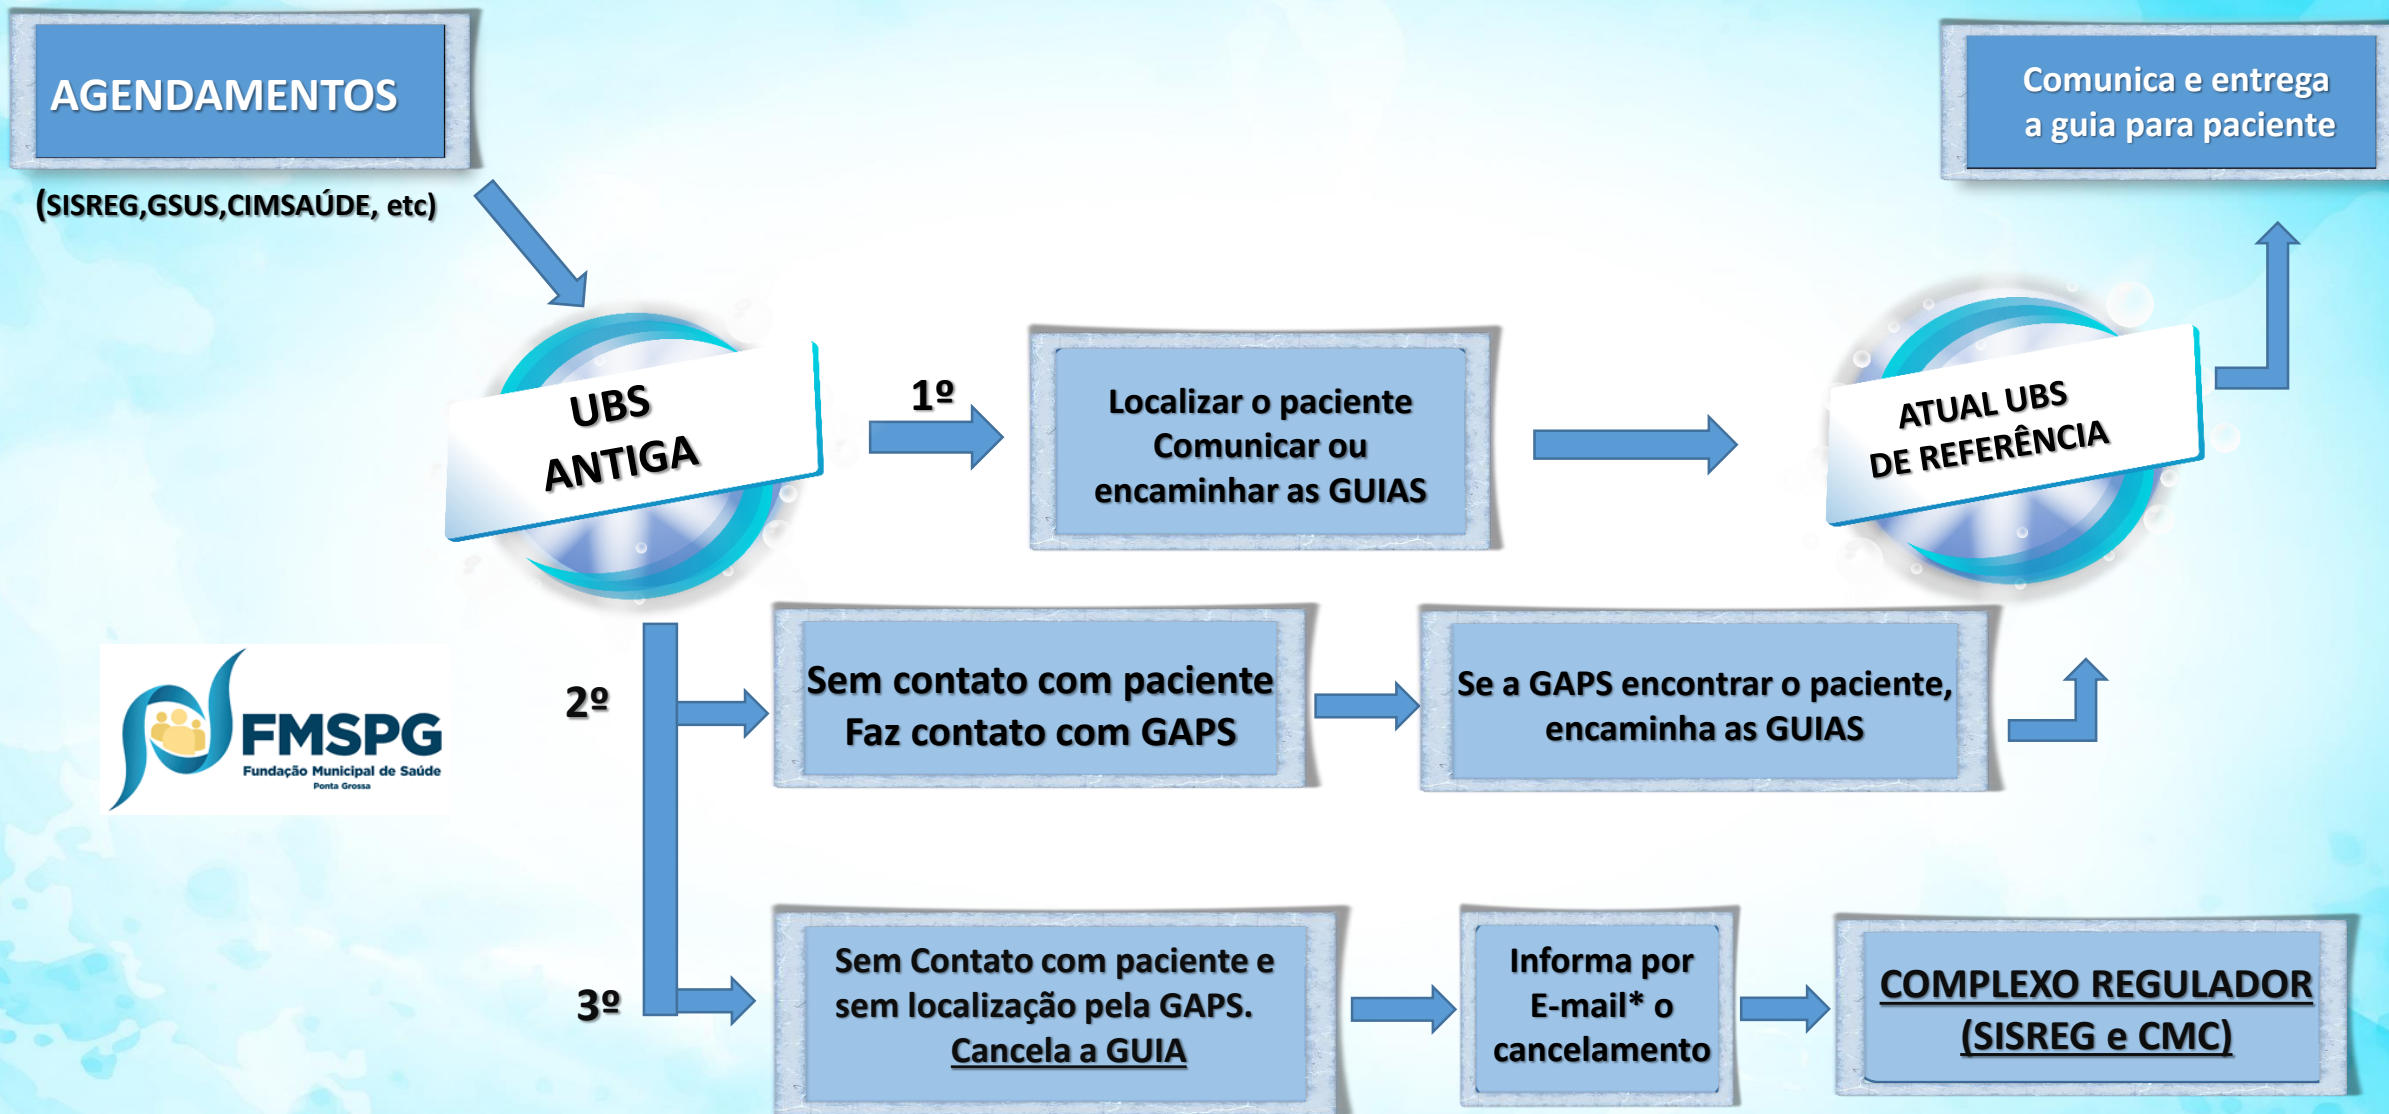 AGENDAMENTOS
(SISREG,GSUS,CIMSAÚDE, etc)
Comunica e entrega
a guia para paciente
UBS
ANTIGA
1º
Localizar o paciente
Comunicar ou
encaminhar as GUIAS
ATUAL UBS
DE REFERÊNCIA
2º
Sem contato com paciente
Faz contato com GAPS
Se a GAPS encontrar o paciente,
encaminha as GUIAS
FMSPG
Fundação Municipal de Saúde
Ponta Grossa
3º
Sem Contato com paciente e
sem localização pela GAPS.
Cancela a GUIA
Informa por
E-mail* o
cancelamento
COMPLEXO REGULADOR
(SISREG e CMC)